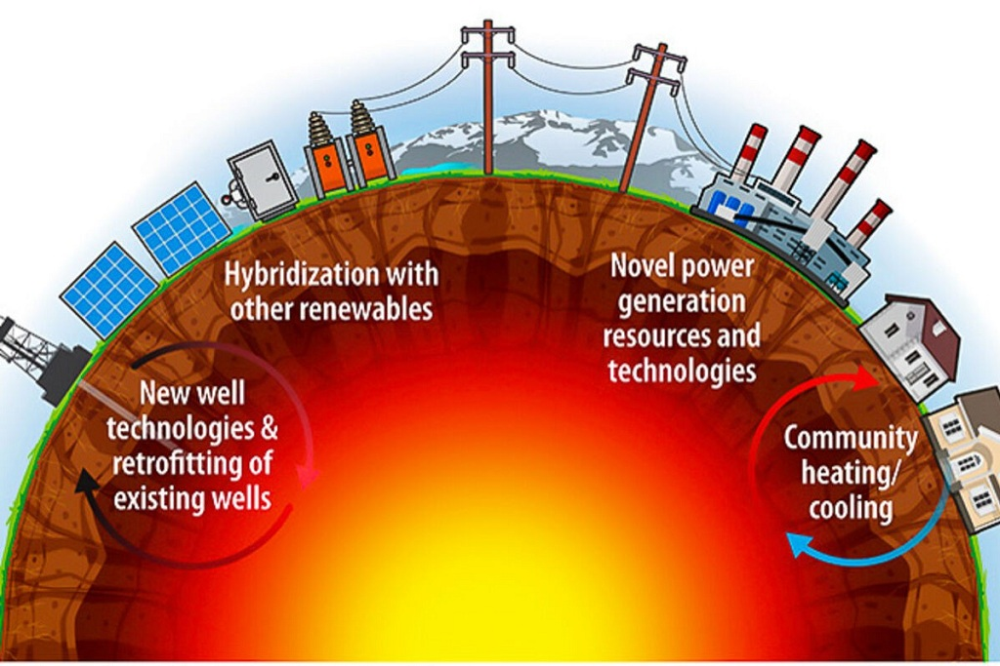 Hybridization with
other renewables
Novel power
generation
resources and
technologies
New well
technologies &
retrofitting of
existing wells
Community
heating/
cooling